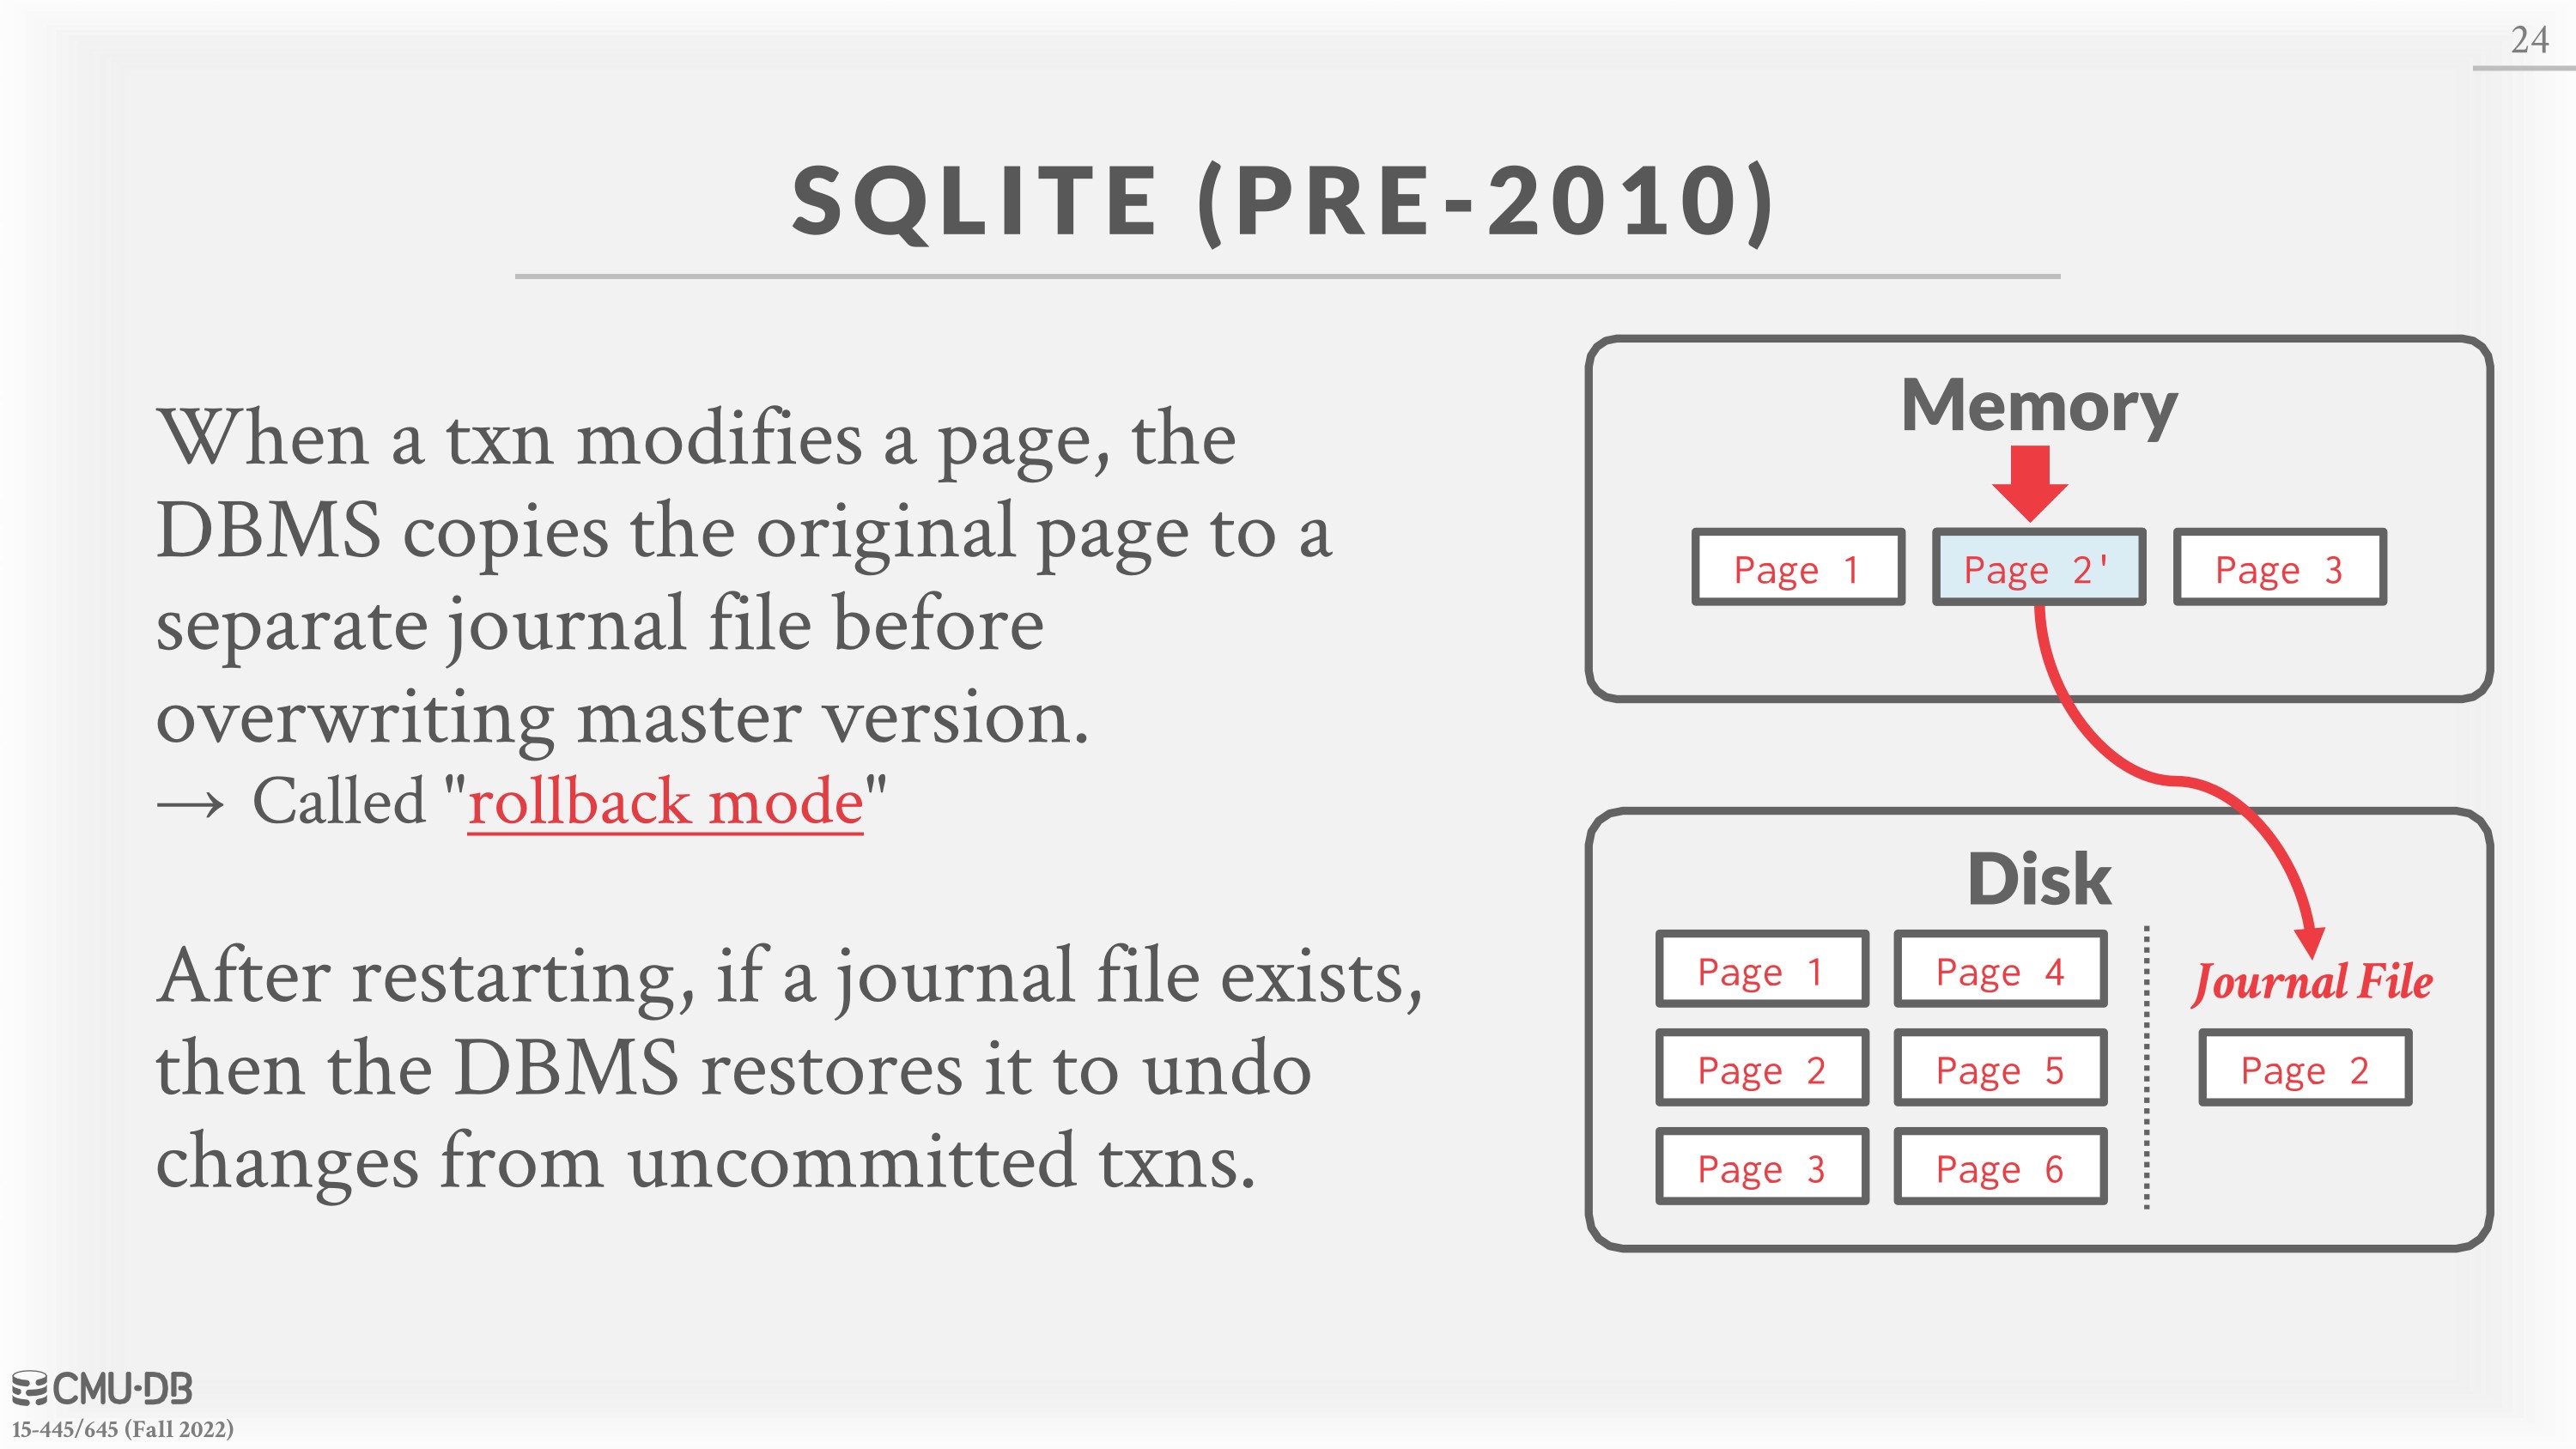 24
SQLITE (PRE-2010)
When a txn modifies a page, the
DBMS copies the original page to a
separate journal file before
overwriting master version.
→ Called "rollback mode"
After restarting, if a journal file exists,
then the DBMS restores it to undo
changes from uncommitted txns.
Memory
Page 1 Page 2' Page 3
Disk
Page 1 Page 4
Page 2 Page 5
Page 3 Page 6
Journal File
Page 2
CMU·DB
15-445/645 (Fall 2022)